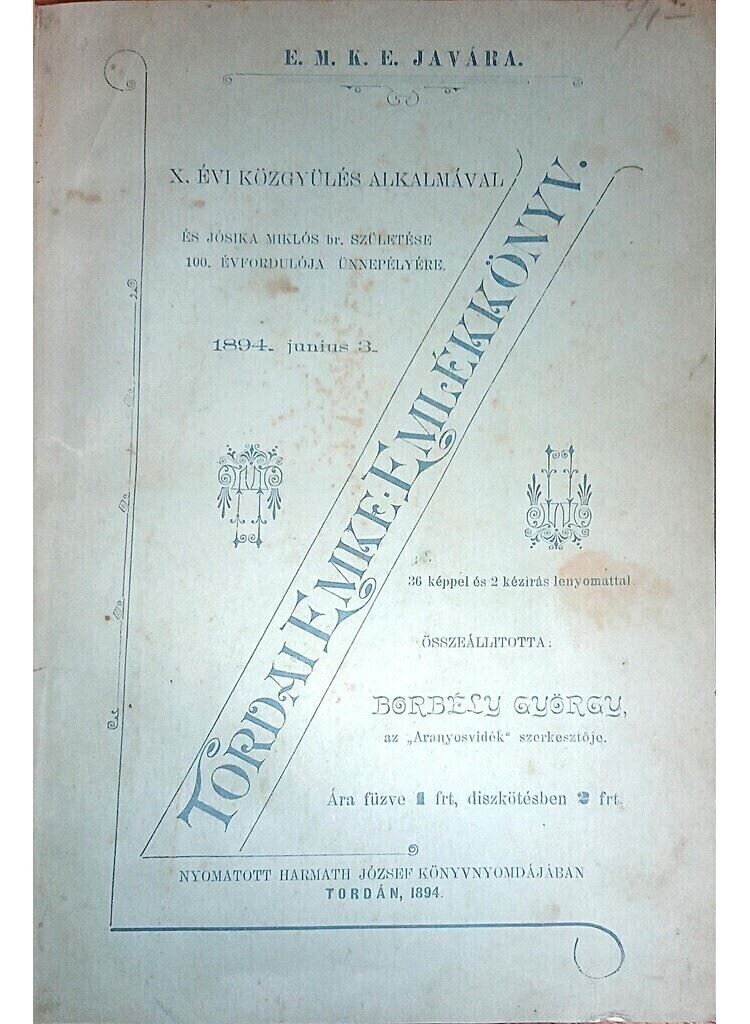 E. M. K. E. JAVÁRA.
X. ÉVI KÖZGYÜLÉS ALKALMÁVAL
ÉS JÓSIKA MIKLÓS br. SZÜLETÉSE
100. ÉVFORDULÓJA ÜNNEPÉLYÉRE.
1894. junius 3.
TORDAI EMKE-EMLÉKKÖNYV.
36 képpel és 2 kézirás lenyomattal.
ÖSSZEÁLLITOTTA:
BORBÉLY GYÖRGY,
az „Aranyosvidék“ szerkesztője.
Ára füzve 1 frt, diszkötésben 2 frt.
NYOMATOTT HARMATH JÓZSEF KÖNYVNYOMDÁJÁBAN
TORDÁN, 1894.